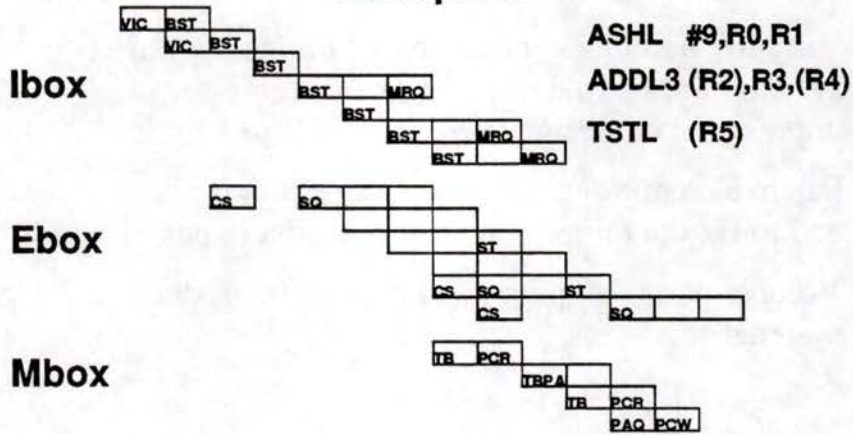 VIC BST
VIC BST
BST
BST MRQ
BST
BST MRQ
BST MRQ
Ibox
ASHL #9,R0,R1
ADDL3 (R2),R3,(R4)
TSTL (R5)
CS SQ
ST
CS SQ ST
CS SQ
Ebox
TB PCR
TBPA
TB PCR
PAQ PCW
Mbox